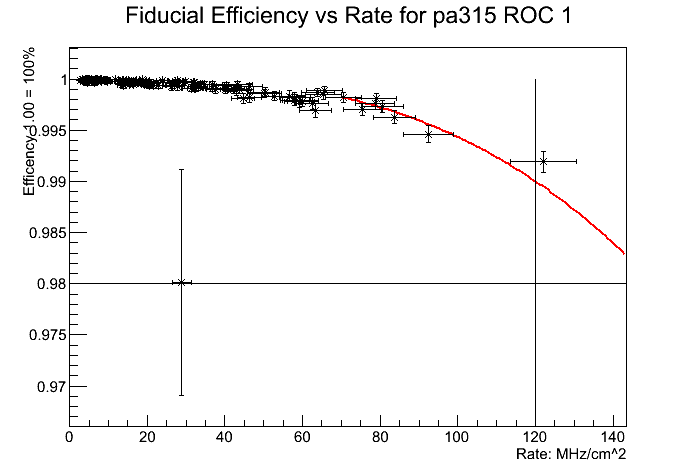 Fiducial Efficiency vs Rate for pa315 ROC 1
Efficency 1.00 = 100%
1
0.995
0.99
0.985
0.98
0.975
0.97
0 20 40 60 80 100 120 140
Rate: MHz/cm^2